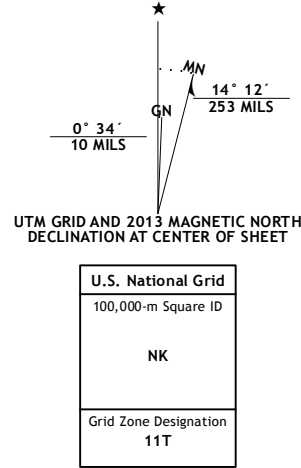 ★
MN
GN
14° 12´
253 MILS
0° 34´
10 MILS
UTM GRID AND 2013 MAGNETIC NORTH
DECLINATION AT CENTER OF SHEET
U.S. National Grid
100,000-m Square ID
NK
Grid Zone Designation
11T